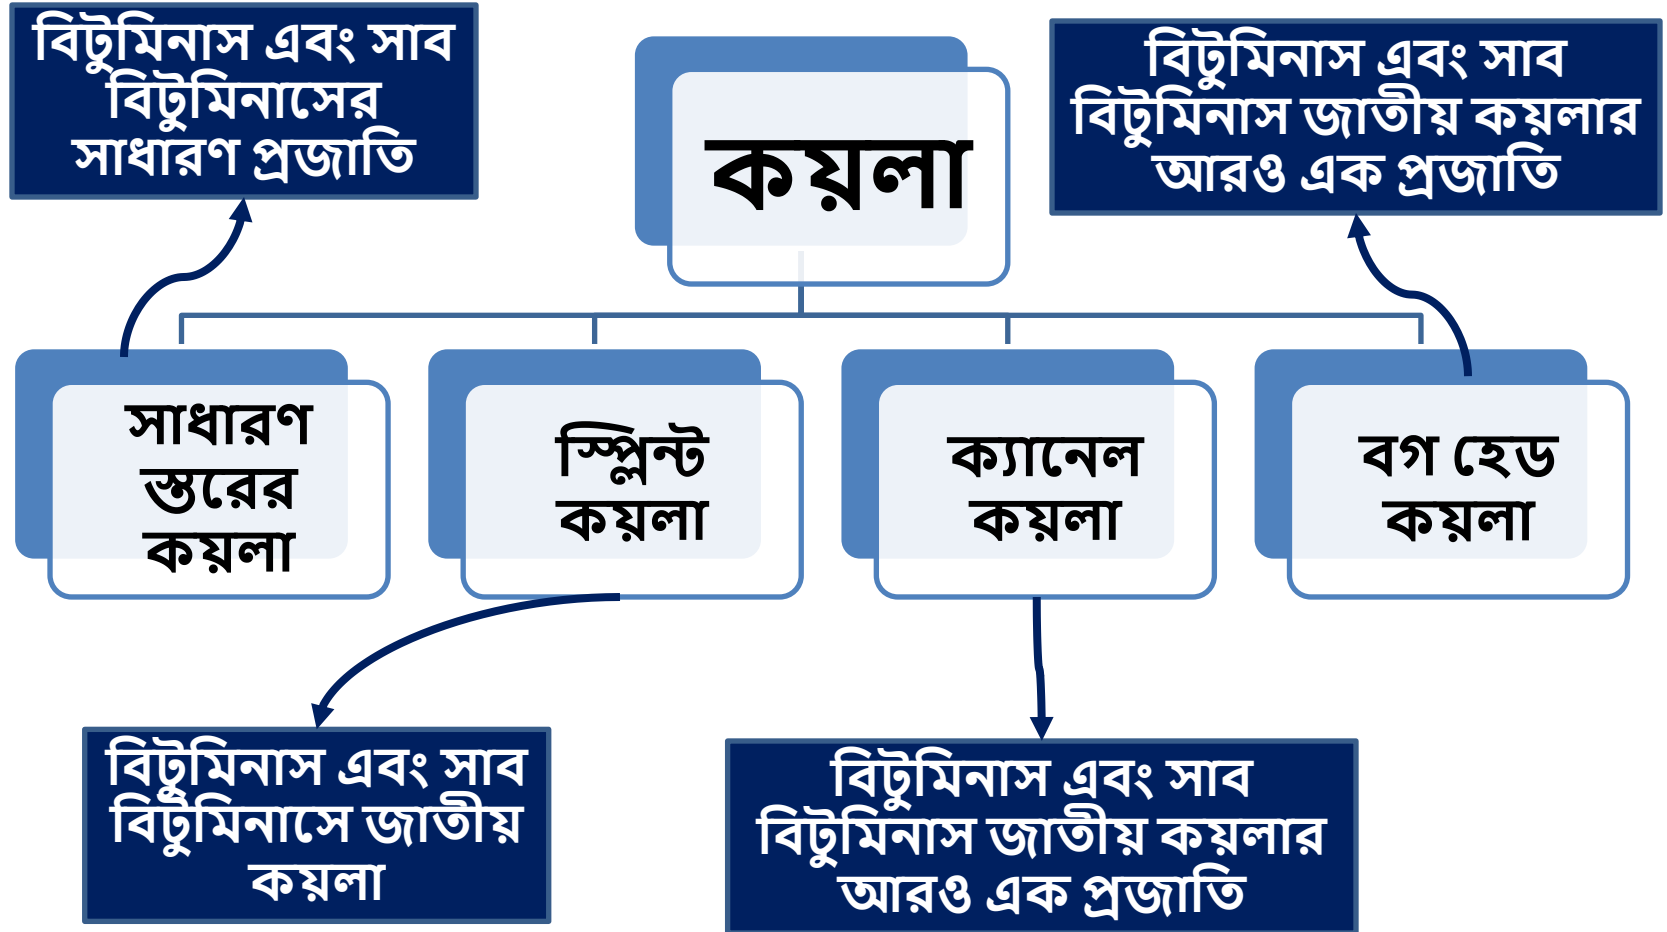 বিটুমিনাস এবং সাব
বিটুমিনাসের
সাধারণ প্রজাতি
কয়লা
বিটুমিনাস এবং সাব
বিটুমিনাস জাতীয় কয়লার
আরও এক প্রজাতি
সাধারণ
স্তরের
কয়লা
স্প্লিন্ট
কয়লা
ক্যানেল
কয়লা
বগ হেড
কয়লা
বিটুমিনাস এবং সাব
বিটুমিনাসে জাতীয়
কয়লা
বিটুমিনাস এবং সাব
বিটুমিনাস জাতীয় কয়লার
আরও এক প্রজাতি